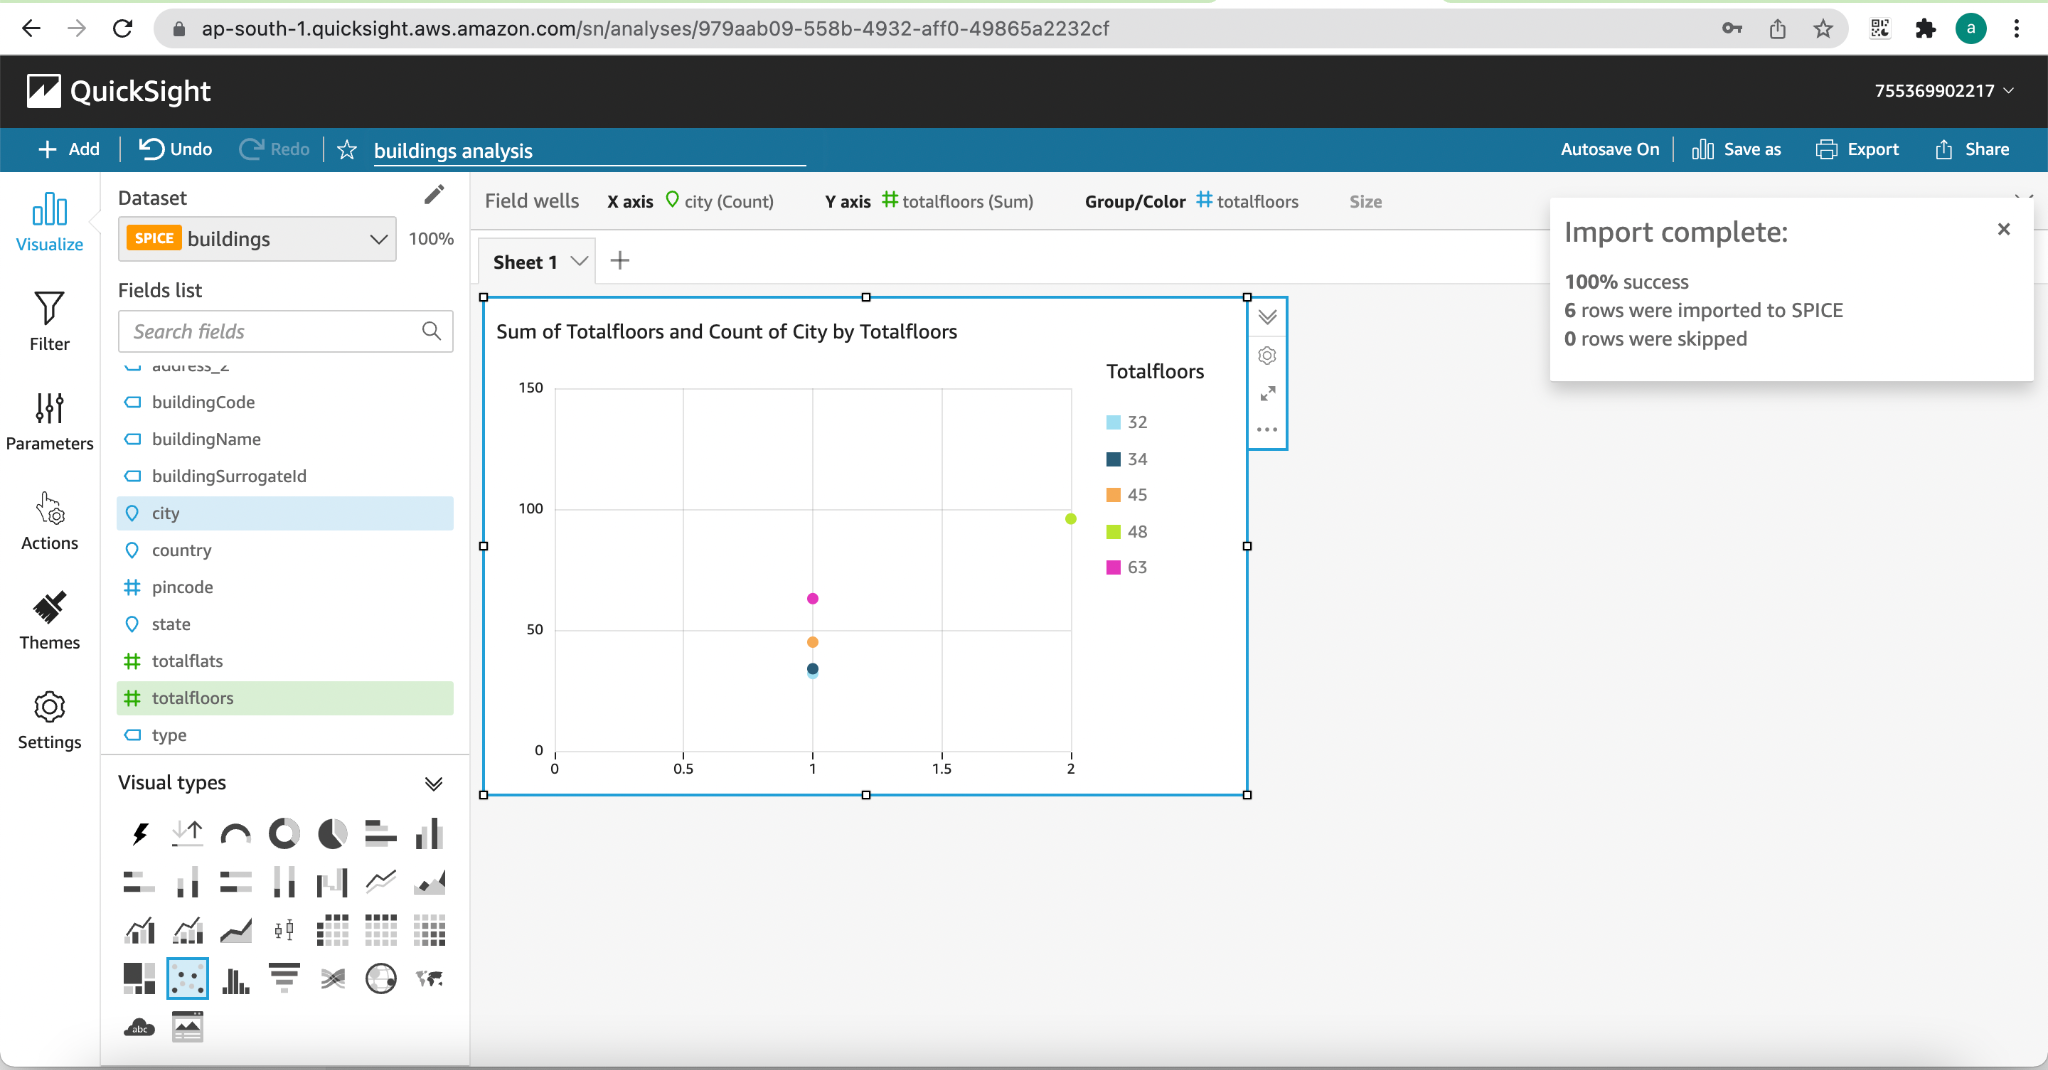 ap-south-1.quicksight.aws.amazon.com/sn/analyses/979aab09-558b-4932-aff0-49865a2232cf
a
QuickSight
755369902217
Add
Undo
Redo
buildings analysis
Autosave On
Save as
Export
Share
Visualize
Filter
Parameters
Actions
Themes
Settings
Dataset
SPICE buildings
100%
Fields list
Search fields
address_2
buildingCode
buildingName
buildingSurrogateId
city
country
pincode
state
totalflats
totalfloors
type
Visual types
abc
Field wells X axis city (Count) Y axis totalfloors (Sum) Group/Color totalfloors Size
Sheet 1
Sum of Totalfloors and Count of City by Totalfloors
150
100
50
0
0 0.5 1 1.5 2
Totalfloors
32
34
45
48
63
Import complete:
100% success
6 rows were imported to SPICE
0 rows were skipped